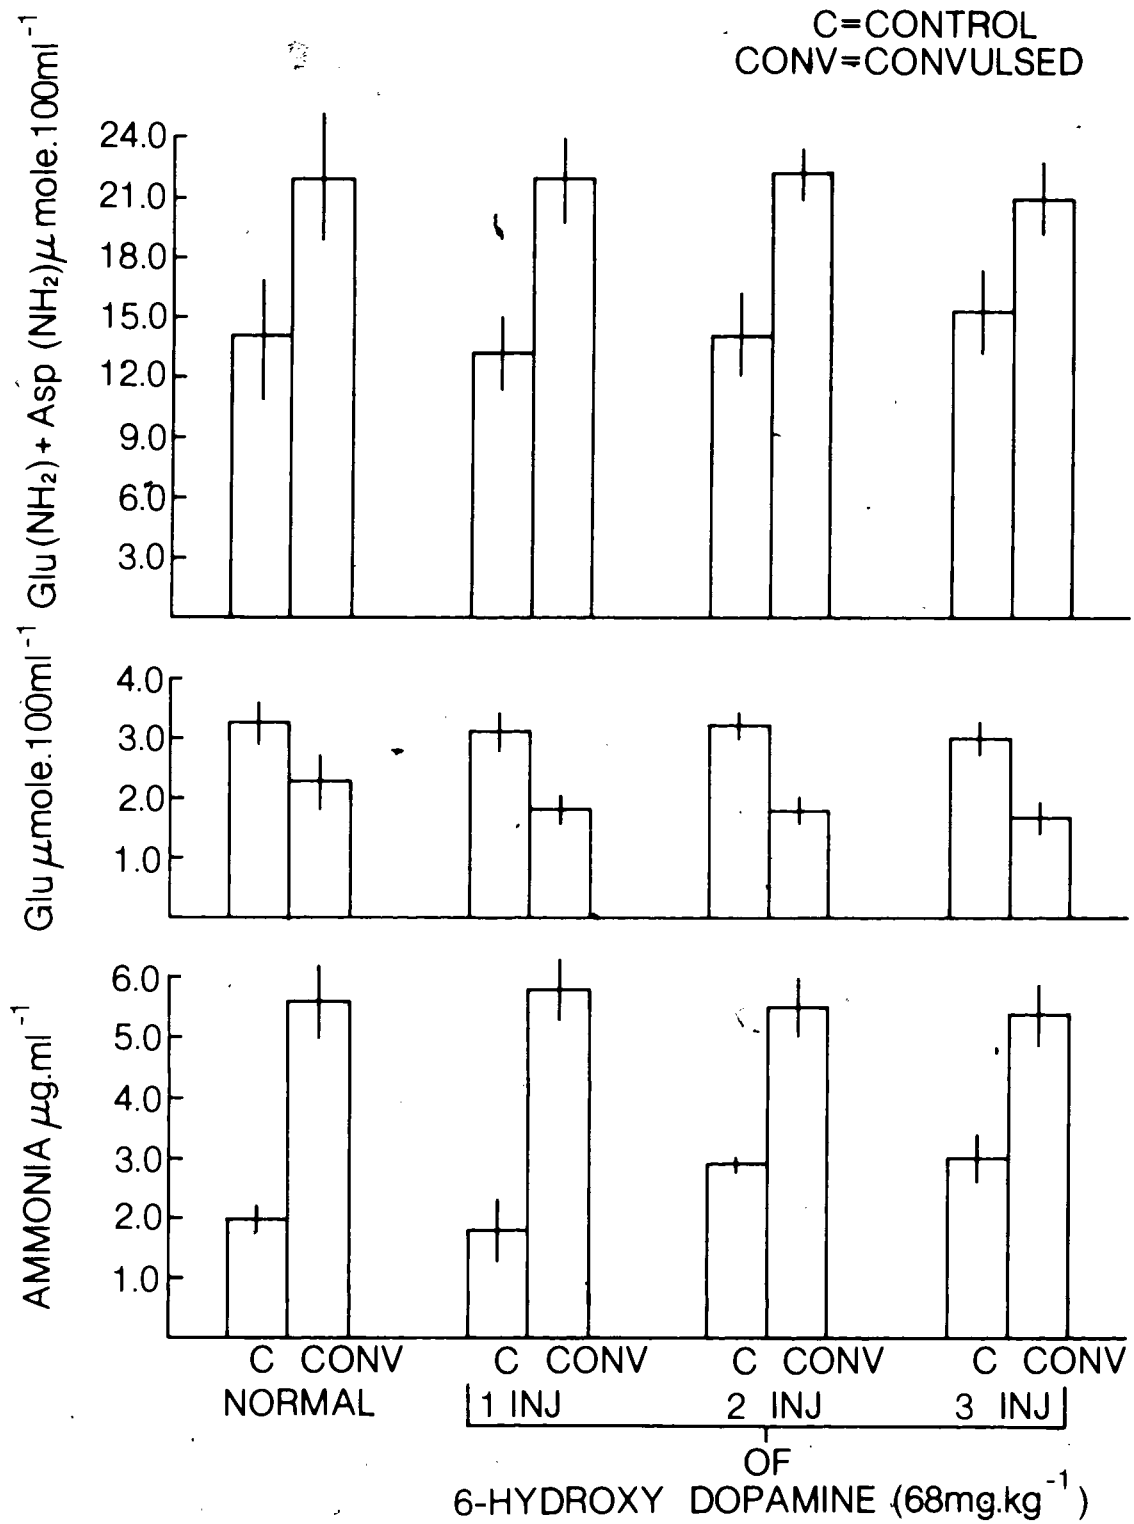 C=CONTROL
CONV=CONVULSED
Glu(NH₂) + Asp (NH₂) μ mole.100ml⁻¹
24.0
21.0
18.0
15.0
12.0
9.0
6.0
3.0
Glu μmole.100ml⁻¹
4.0
3.0
2.0
1.0
AMMONIA μg.ml⁻¹
6.0
5.0
4.0
3.0
2.0
1.0
C CONV C CONV C CONV C CONV
NORMAL 1 INJ 2 INJ 3 INJ
OF
6-HYDROXY DOPAMINE (68mg.kg⁻¹)